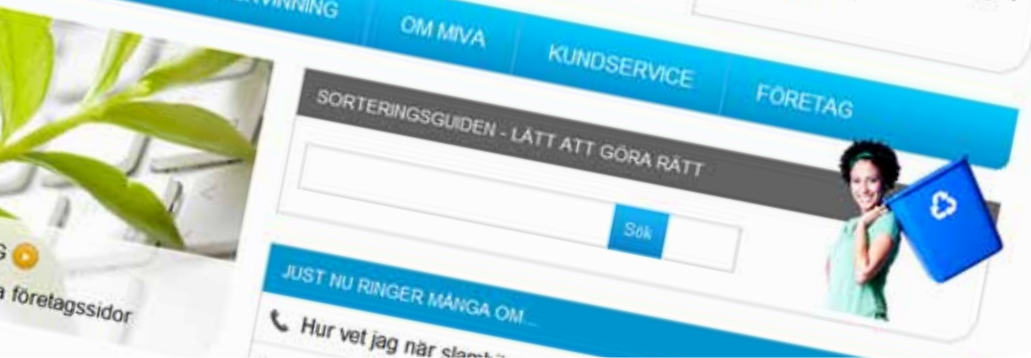 OM MIVA
KUNDSERVICE
FÖRETAG
SORTERINGSGUIDEN - LÄTT ATT GÖRA RÄTT
Sök
företagssidor
JUST NU RINGER MÅNGA OM...
Hur vet jag när